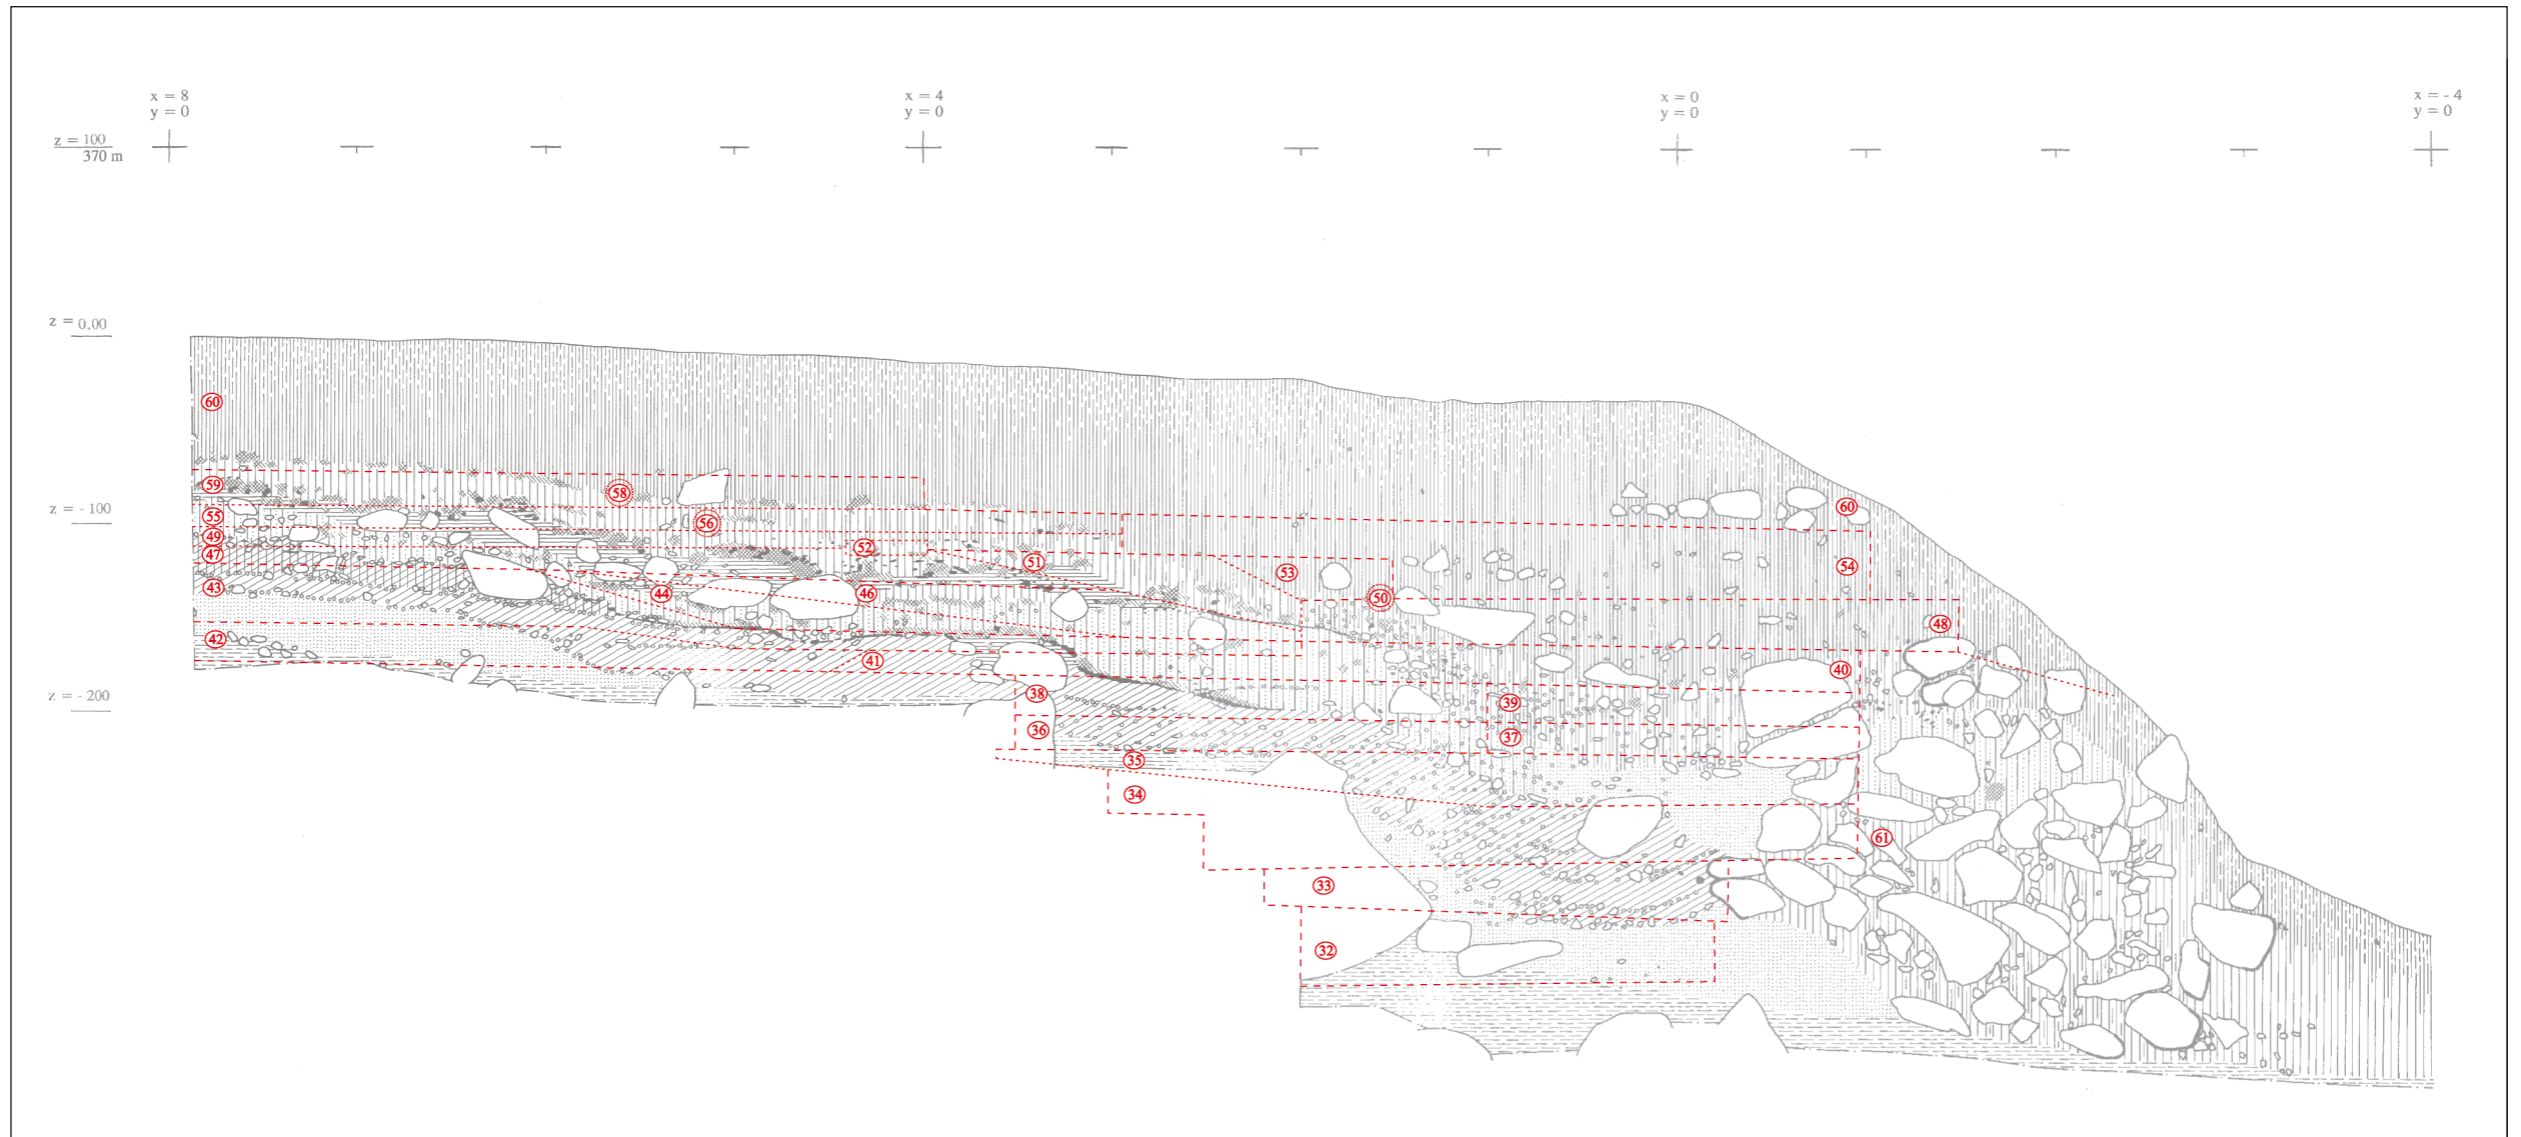 x = 8
y = 0
x = 4
y = 0
x = 0
y = 0
x = - 4
y = 0
z = 100
370 m
z = 0,00
60
59
58
z = - 100
55
56
60
49
52
47
51
54
53
43
44
46
50
48
42
41
40
z = - 200
38
39
36
37
35
34
61
33
32